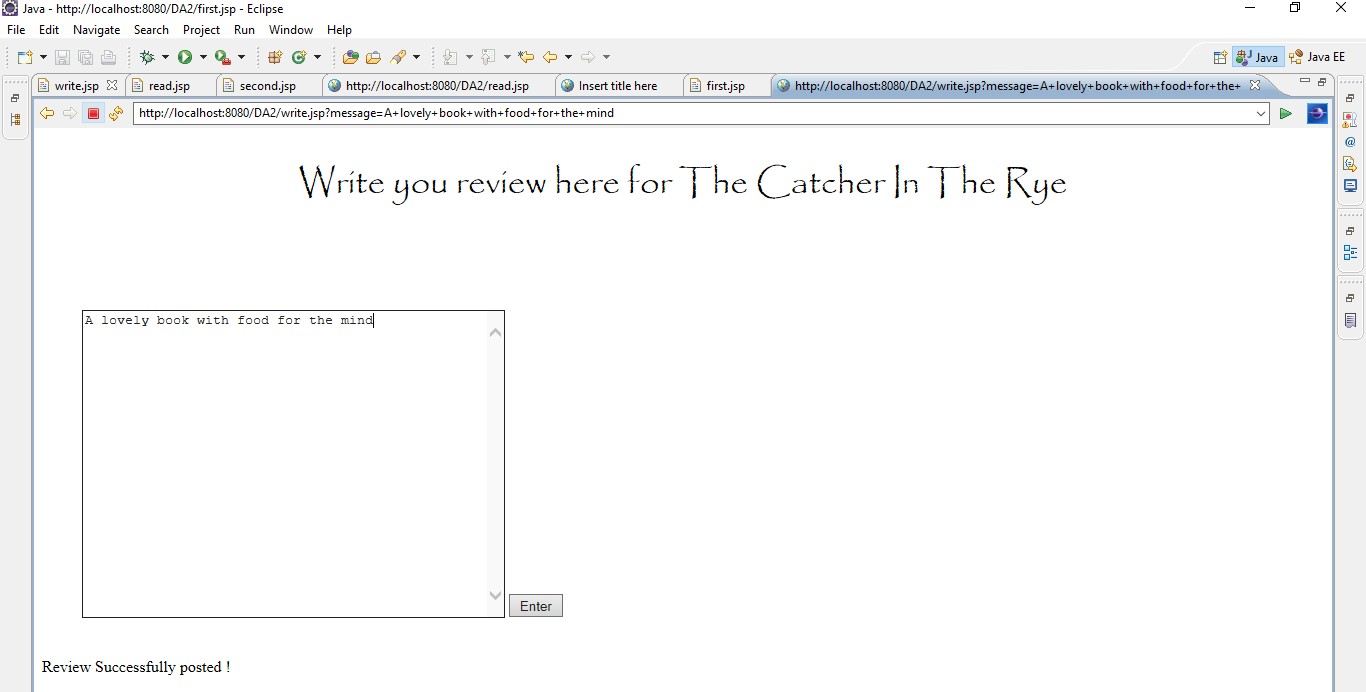 Java - http://localhost:8080/DA2/first.jsp - Eclipse
File Edit Navigate Search Project Run Window Help
Java Java EE
write.jsp read.jsp second.jsp http://localhost:8080/DA2/read.jsp Insert title here first.jsp http://localhost:8080/DA2/write.jsp?message=A+lovely+book+with+food+for+the+
http://localhost:8080/DA2/write.jsp?message=A+lovely+book+with+food+for+the+mind
Write you review here for The Catcher In The Rye
A lovely book with food for the mind
Enter
Review Successfully posted !